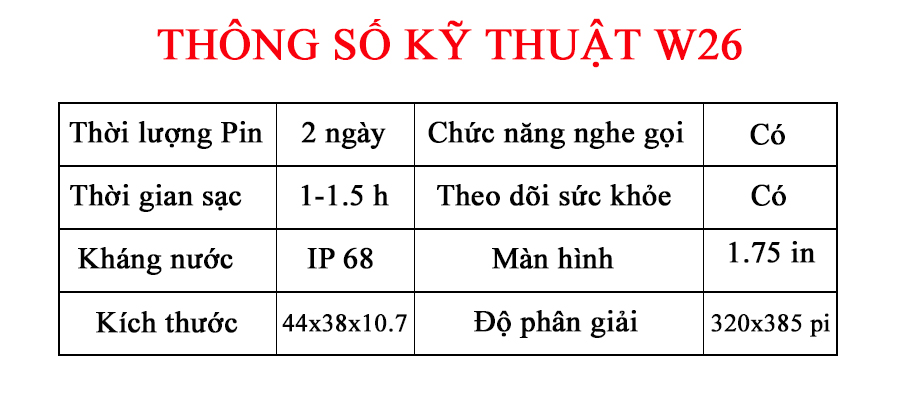 THÔNG SỐ KỸ THUẬT W26
Thời lượng Pin 2 ngày Chức năng nghe gọi Có
Thời gian sạc 1-1.5 h Theo dõi sức khỏe Có
Kháng nước IP 68 Màn hình 1.75 in
Kích thước 44x38x10.7 Độ phân giải 320x385 pi